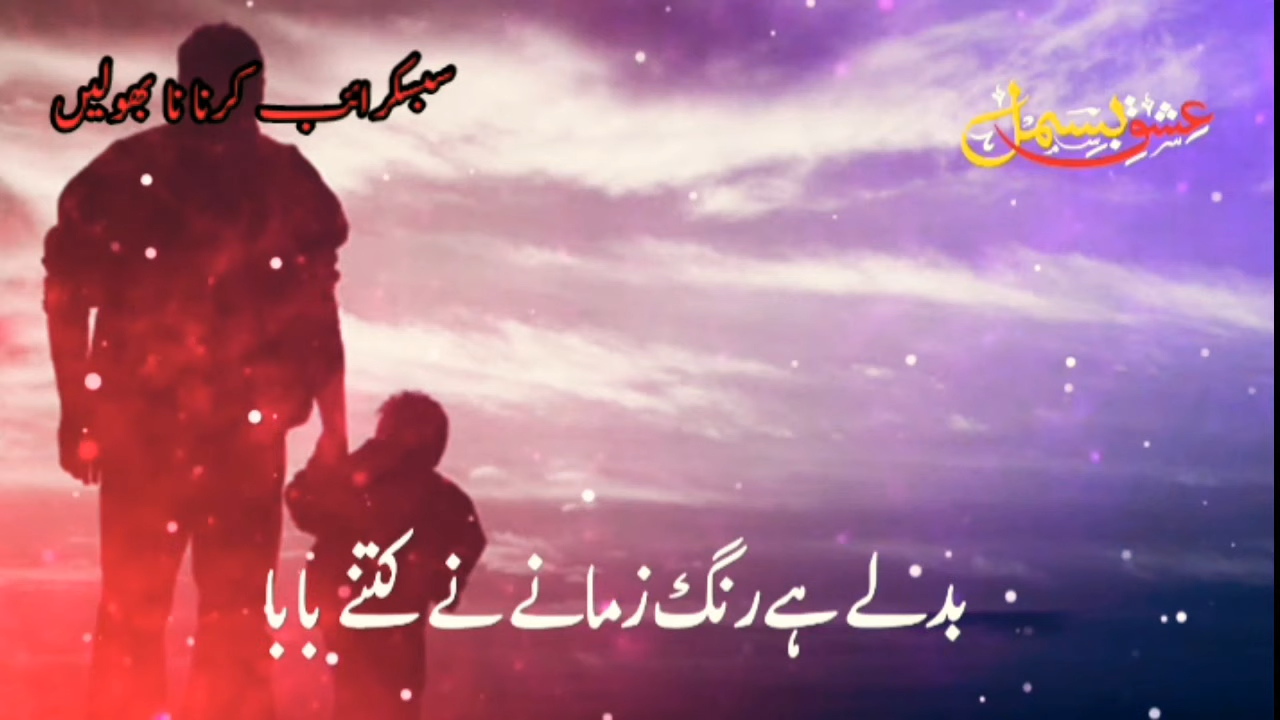 سبسکرائب کرنا نا بھولیں
عشق بسمل
بدلے ہے رنگ زمانے نے کتنے بابا